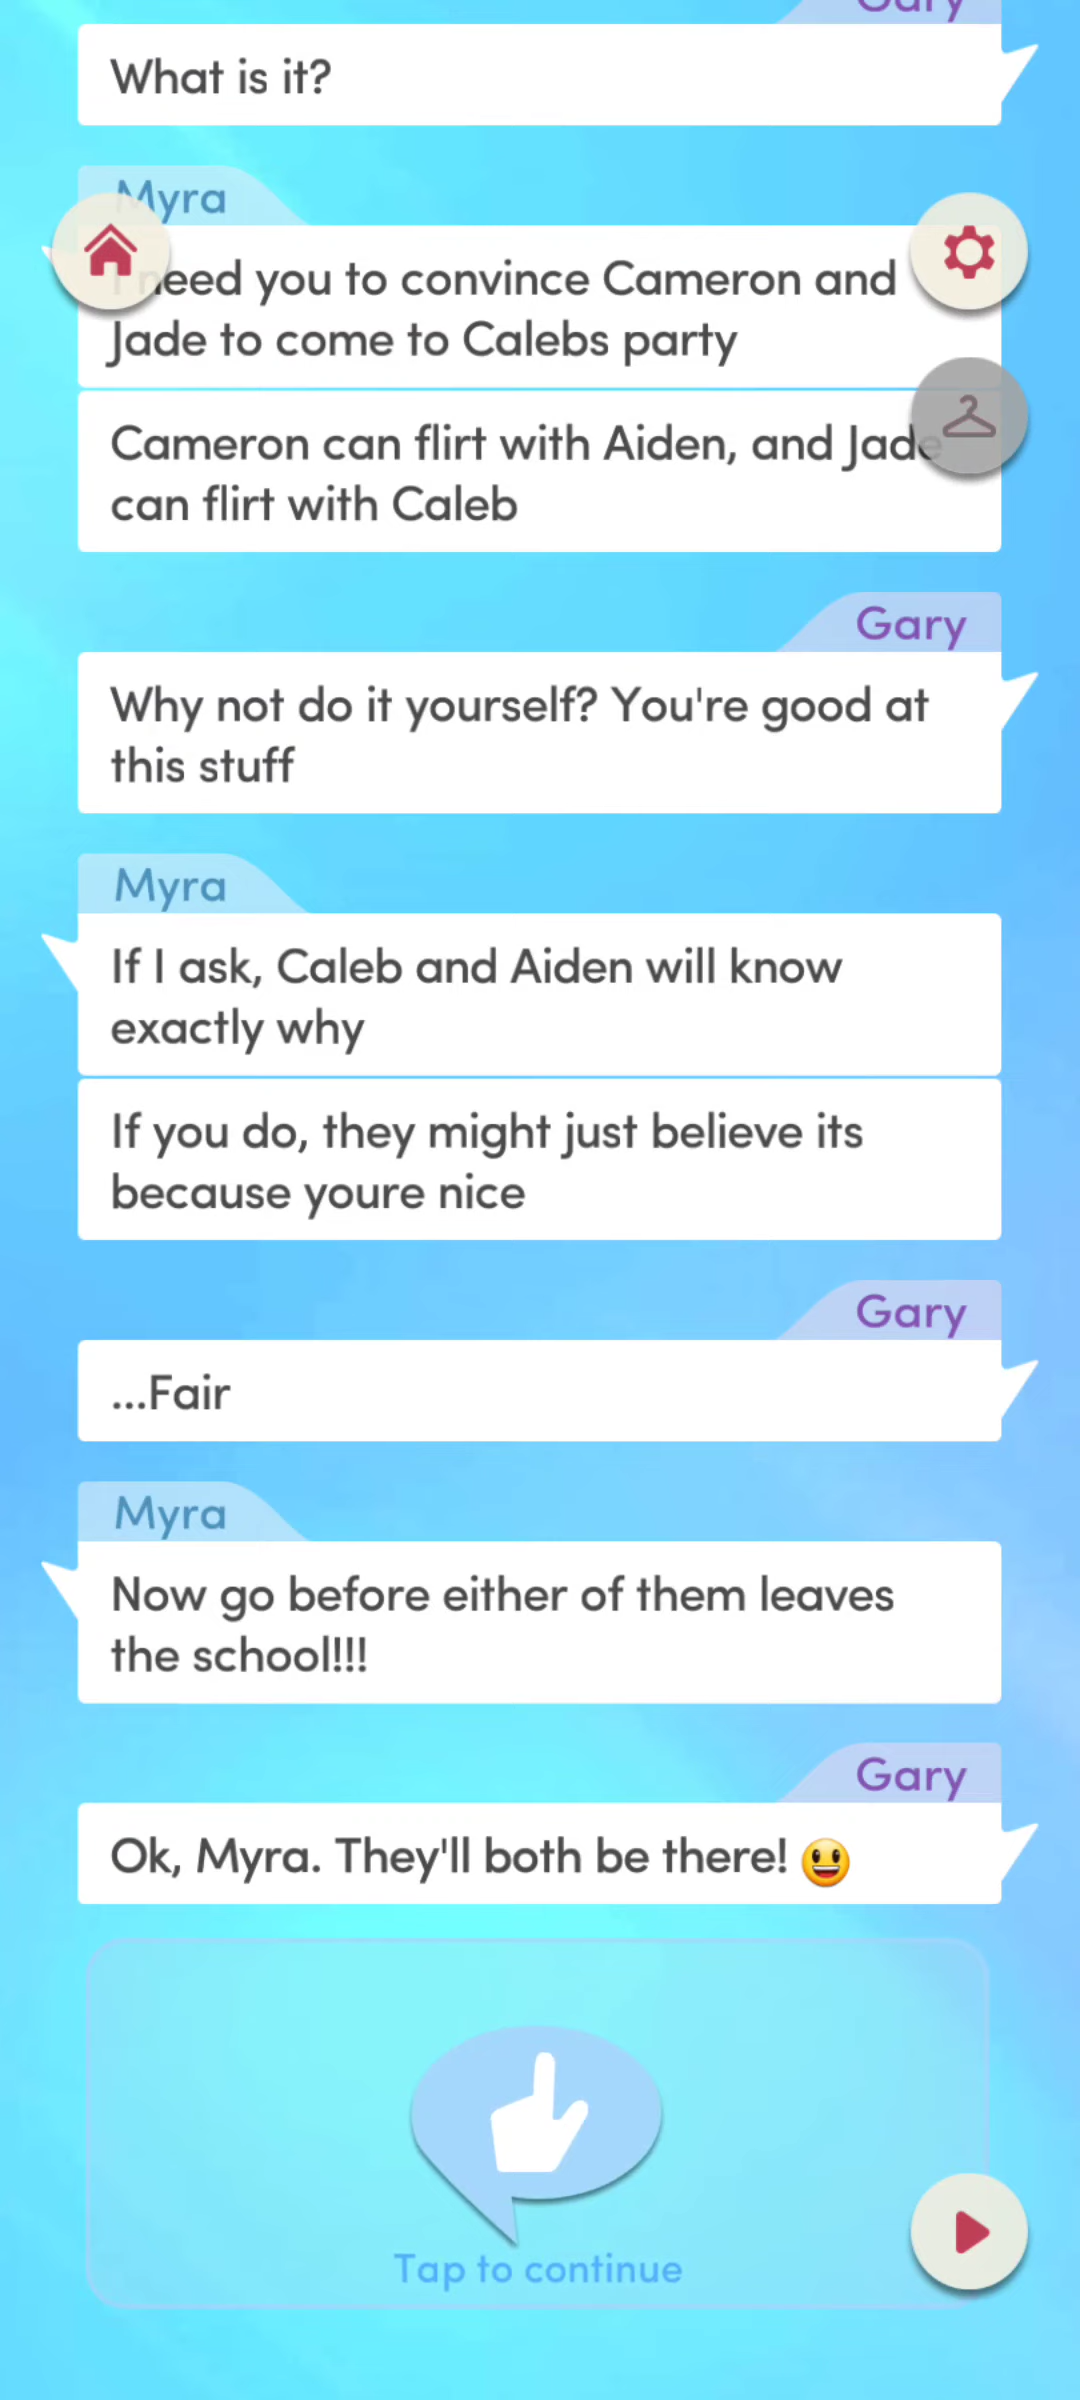 Gary
What is it?
Myra
need you to convince Cameron and
Jade to come to Calebs party
Cameron can flirt with Aiden, and Jade
can flirt with Caleb
Gary
Why not do it yourself? You're good at
this stuff
Myra
If I ask, Caleb and Aiden will know
exactly why
If you do, they might just believe its
because youre nice
Gary
...Fair
Myra
Now go before either of them leaves
the school!!!
Gary
Ok, Myra. They'll both be there! 😃
Tap to continue